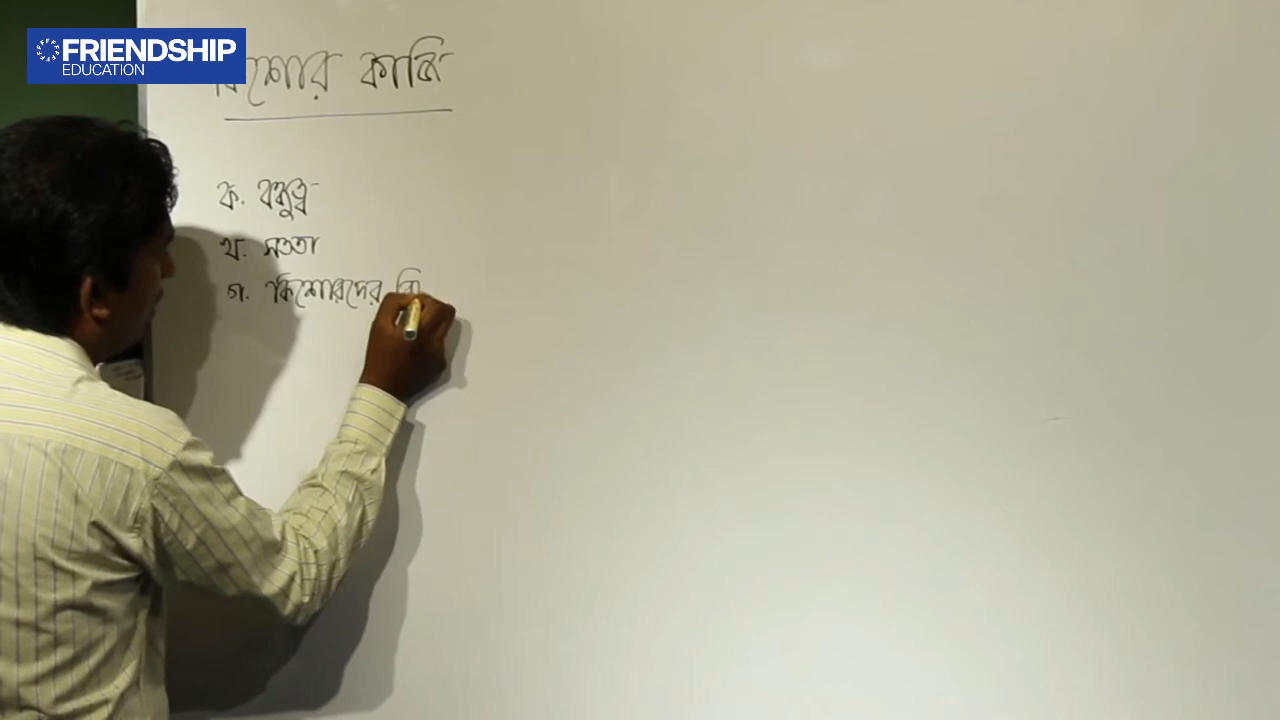 FRIENDSHIP
EDUCATION
কিশোর কাজি
ক. বন্ধুত্ব
খ. সততা
গ. কিশোরদের